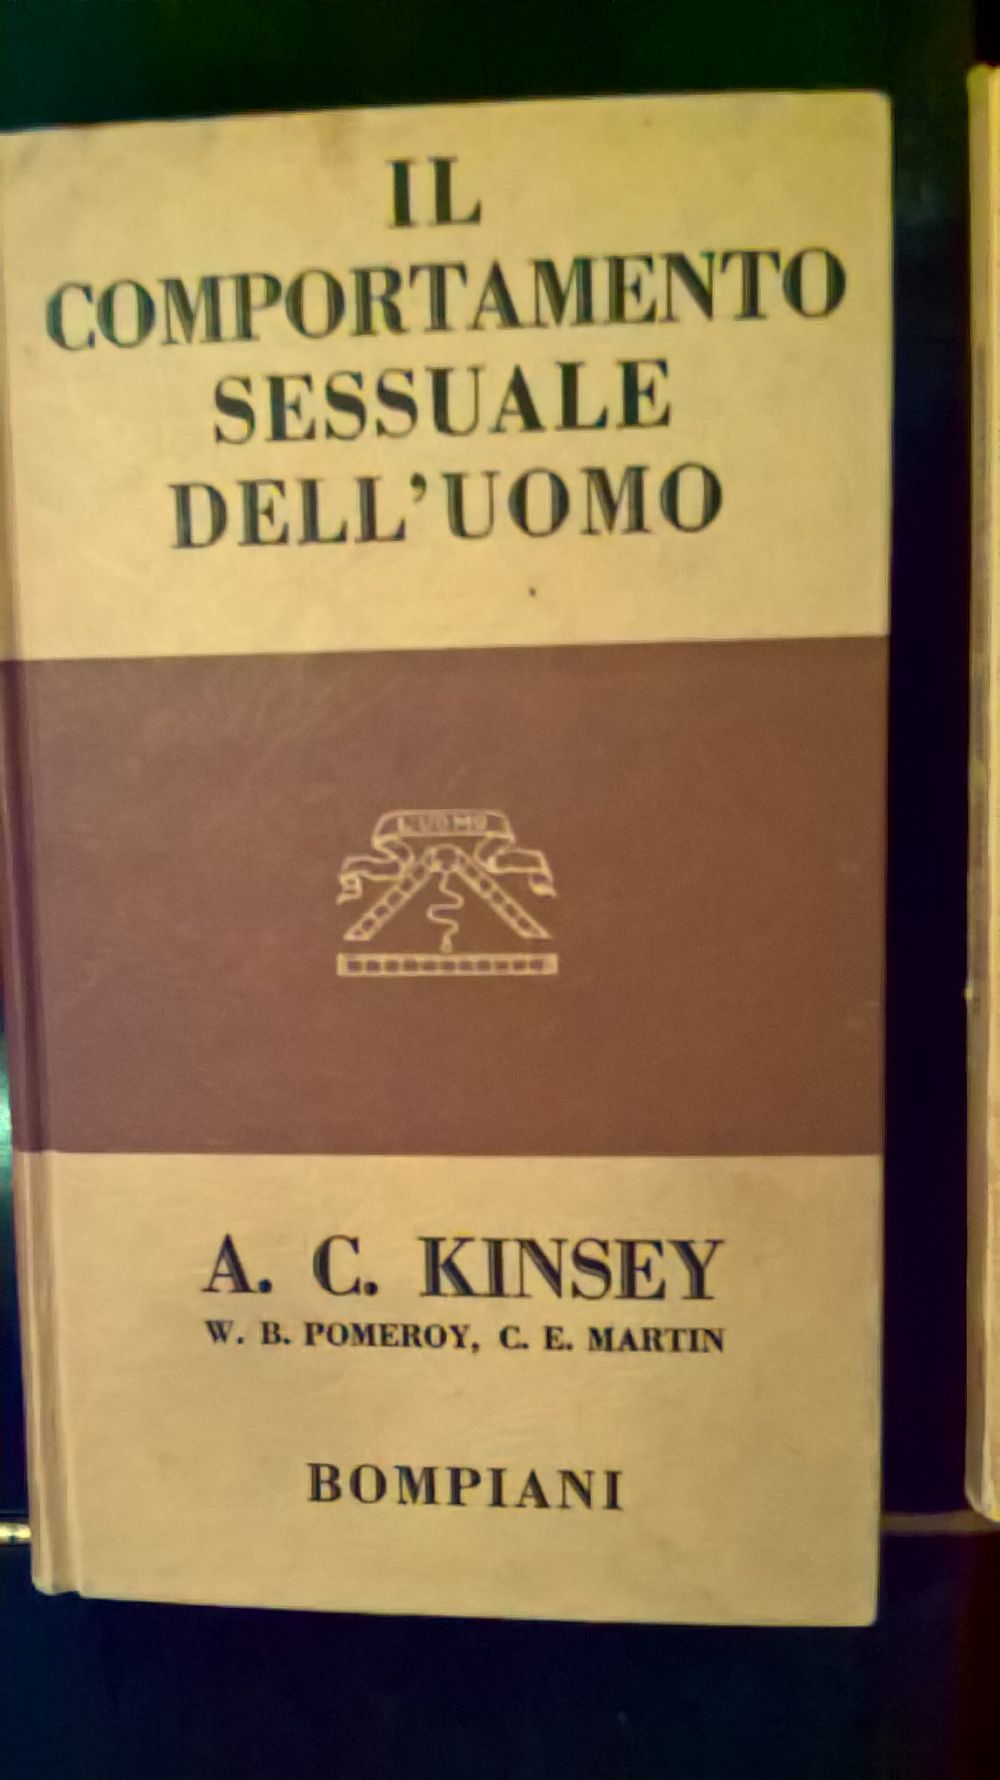 IL
COMPORTAMENTO
SESSUALE
DELL'UOMO
L'UOMO
A. C. KINSEY
W. B. POMEROY, C. E. MARTIN
BOMPIANI